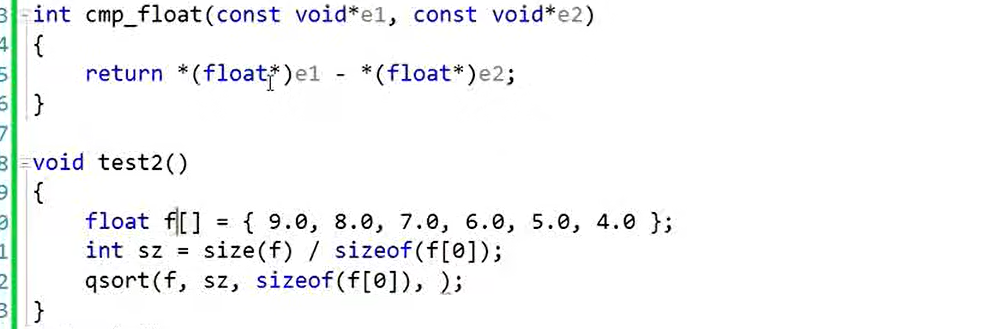 3 int cmp_float(const void*e1, const void*e2)
4 {
5 return *(float*)e1 - *(float*)e2;
6 }
7
8 void test2()
9 {
0 float f[] = { 9.0, 8.0, 7.0, 6.0, 5.0, 4.0 };
1 int sz = size(f) / sizeof(f[0]);
2 qsort(f, sz, sizeof(f[0]), );
3 }